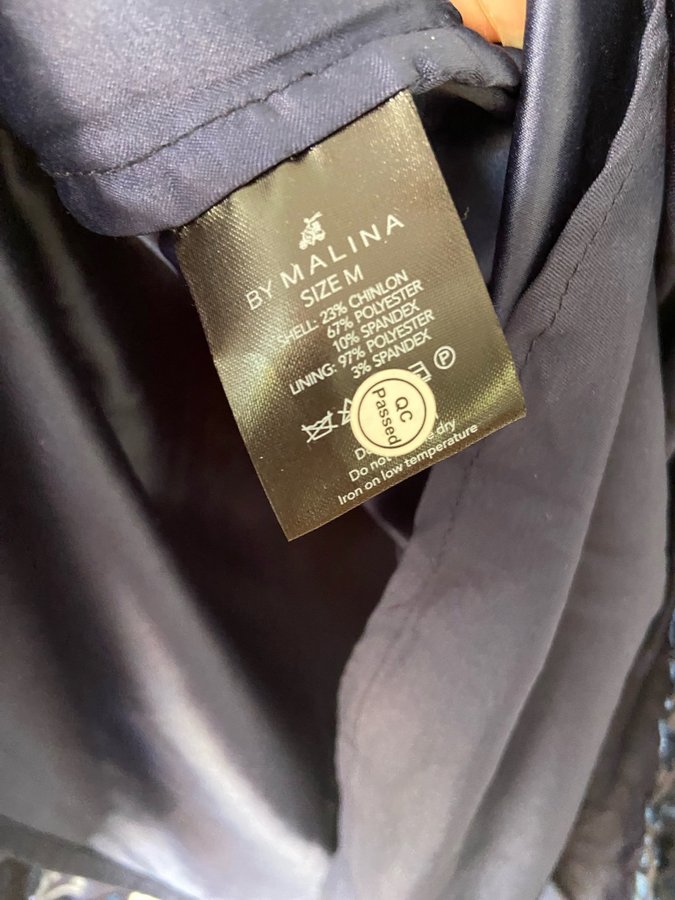 BY MALINA
SIZE M
SHELL: 23% CHINLON
67% POLYESTER
10% SPANDEX
LINING: 97% POLYESTER
3% SPANDEX
P
QC
Passed
dry
Do not
Iron on low temperature